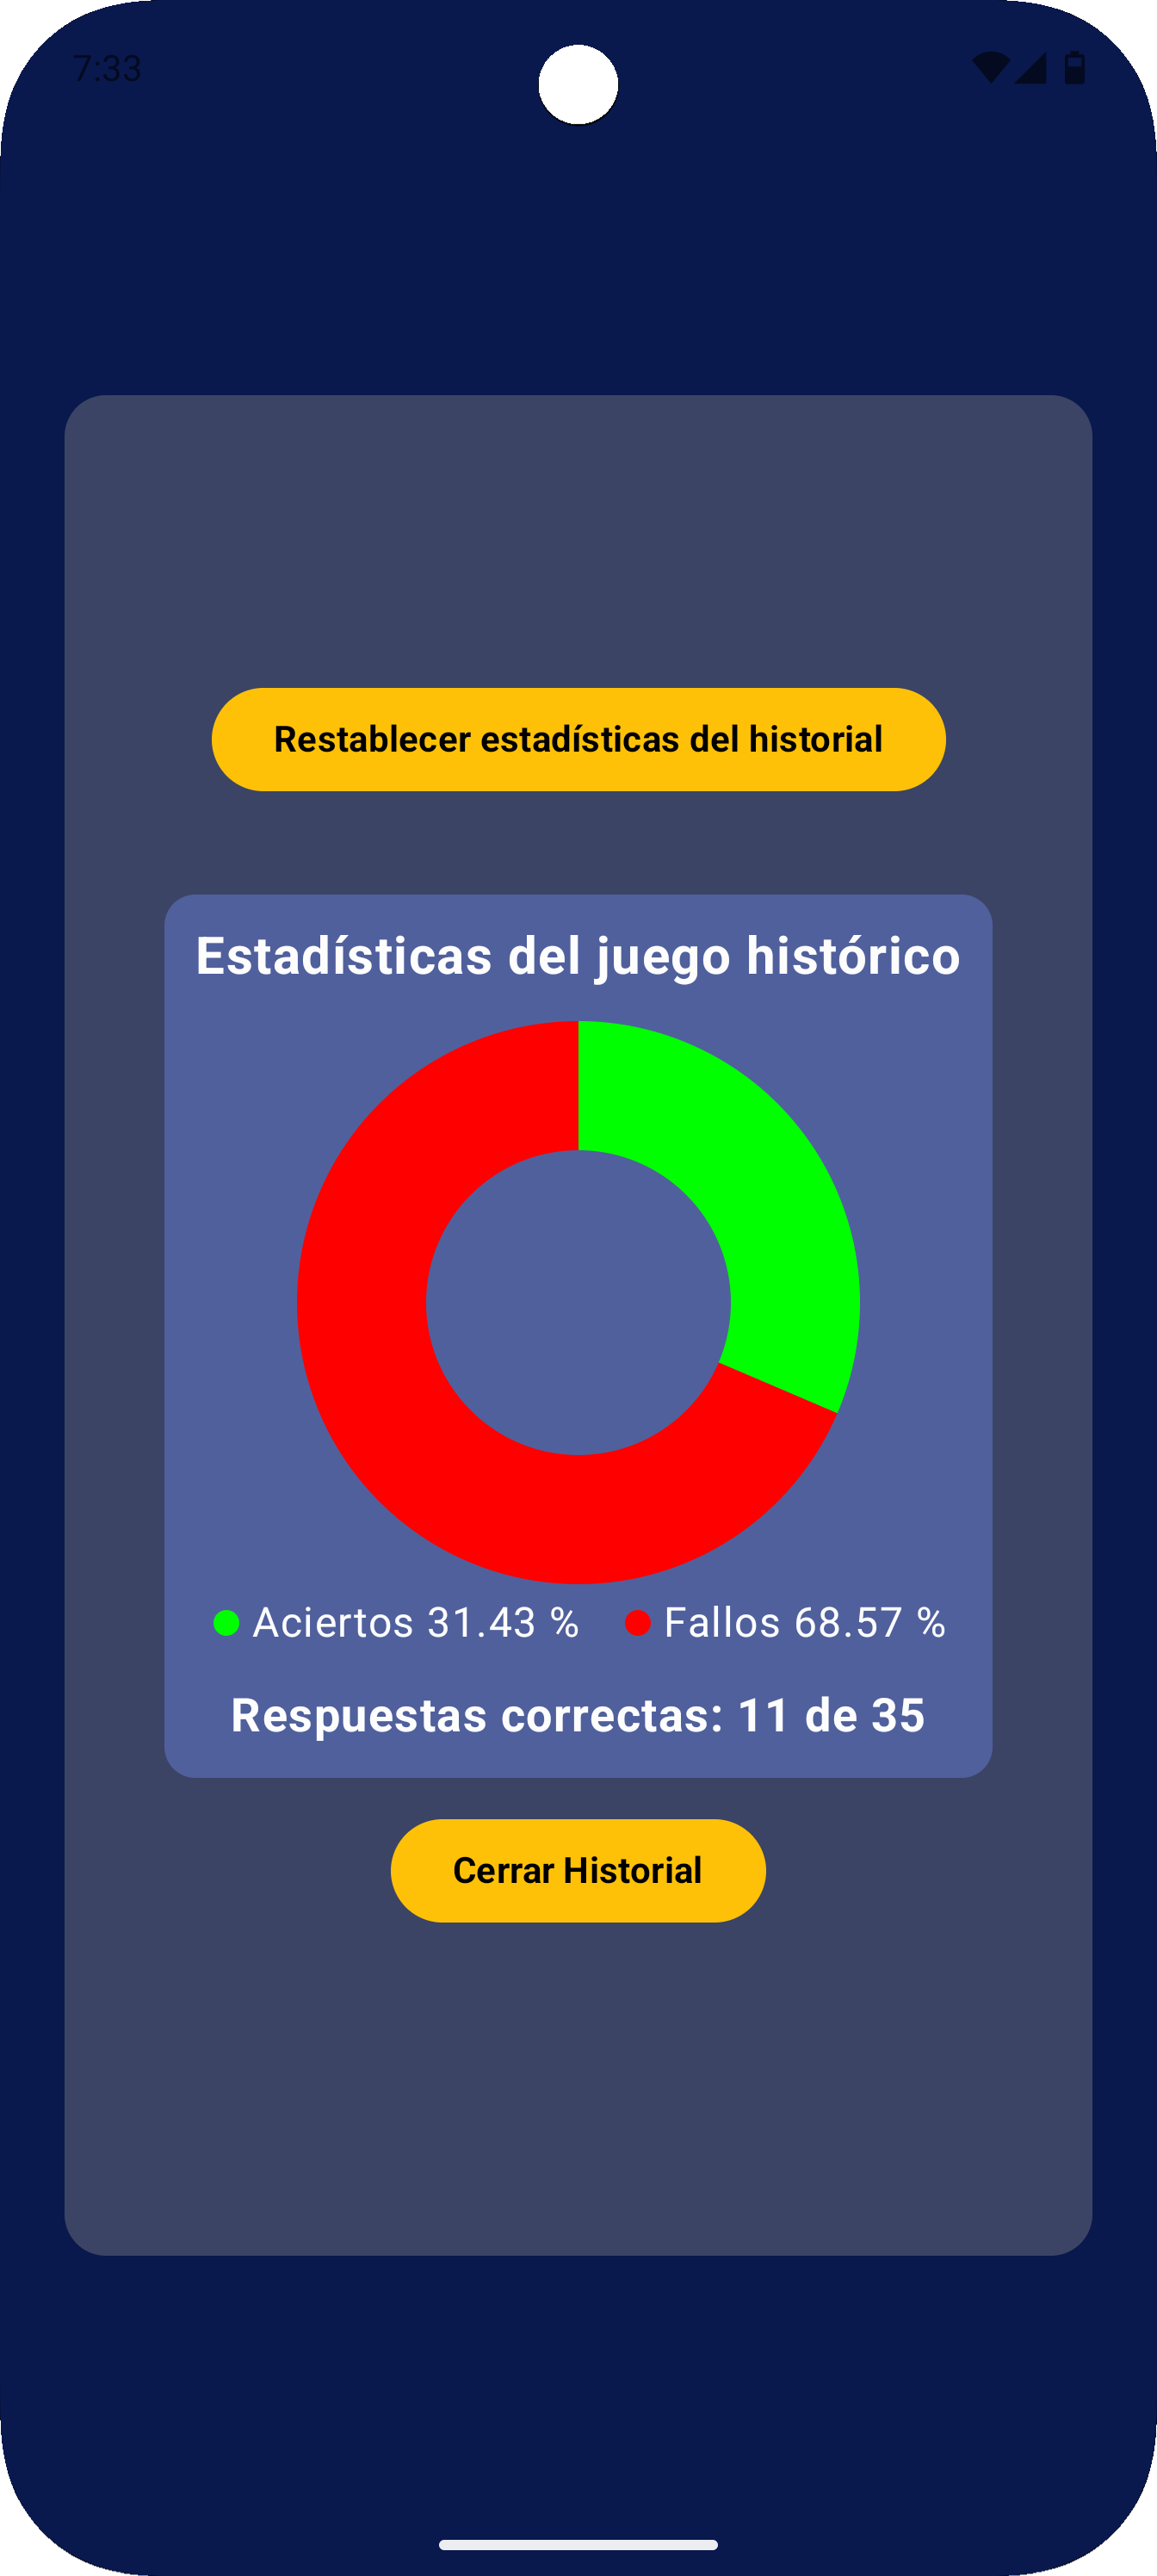 7:33
Restablecer estadísticas del historial
Estadísticas del juego histórico
Aciertos 31.43 % Fallos 68.57 %
Respuestas correctas: 11 de 35
Cerrar Historial